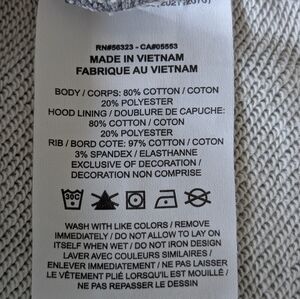 RN#56323 - CA#05553
MADE IN VIETNAM
FABRIQUE AU VIETNAM
BODY / CORPS: 80% COTTON / COTON
20% POLYESTER
HOOD LINING / DOUBLURE DE CAPUCHE:
80% COTTON / COTON
20% POLYESTER
RIB / BORD COTE: 97% COTTON / COTON
3% SPANDEX / ELASTHANNE
EXCLUSIVE OF DECORATION /
DECORATION NON COMPRISE
30C
WASH WITH LIKE COLORS / REMOVE
IMMEDIATELY / DO NOT ALLOW TO LAY ON
ITSELF WHEN WET / DO NOT IRON DESIGN
LAVER AVEC COULEURS SIMILAIRES /
ENLEVER IMMEDIATEMENT / NE PAS LAISSER
LE VÊTEMENT PLIÉ LORSQU'IL EST MOUILLÉ /
NE PAS REPASSER LE DESSIN